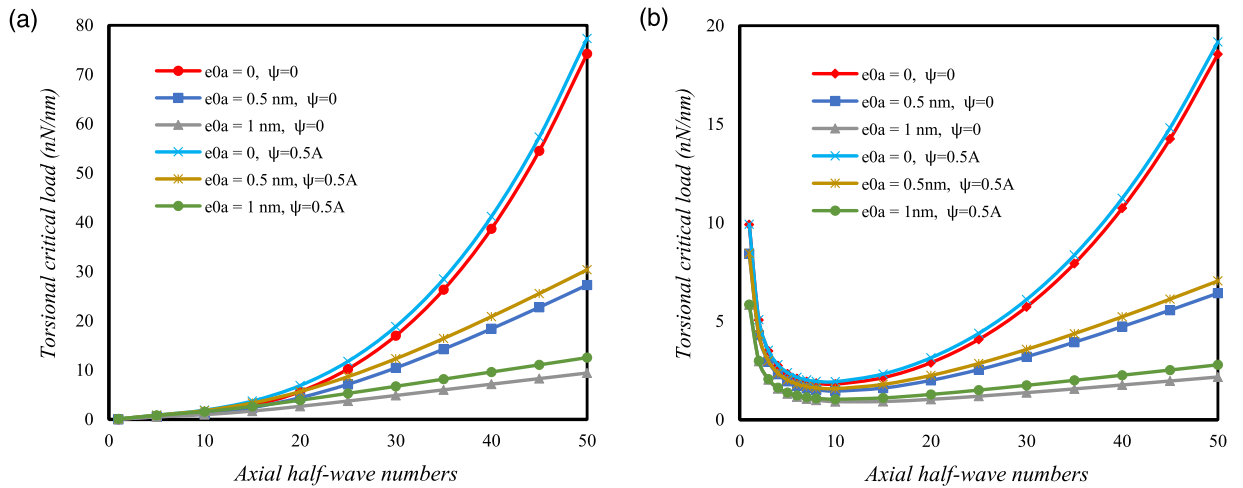 (a)
Torsional critical load (nN/nm)
80
70
60
50
40
30
20
10
0
e0a = 0,  ψ=0
e0a = 0.5 nm,  ψ=0
e0a = 1 nm,  ψ=0
e0a = 0,  ψ=0.5A
e0a = 0.5 nm, ψ=0.5A
e0a = 1 nm, ψ=0.5A
0 10 20 30 40 50
Axial half-wave numbers
(b)
Torsional critical load (nN/nm)
20
15
10
5
0
e0a = 0,  ψ=0
e0a = 0.5 nm,  ψ=0
e0a = 1 nm,  ψ=0
e0a = 0,  ψ=0.5A
e0a = 0.5nm,  ψ=0.5A
e0a = 1nm,  ψ=0.5A
0 10 20 30 40 50
Axial half-wave numbers